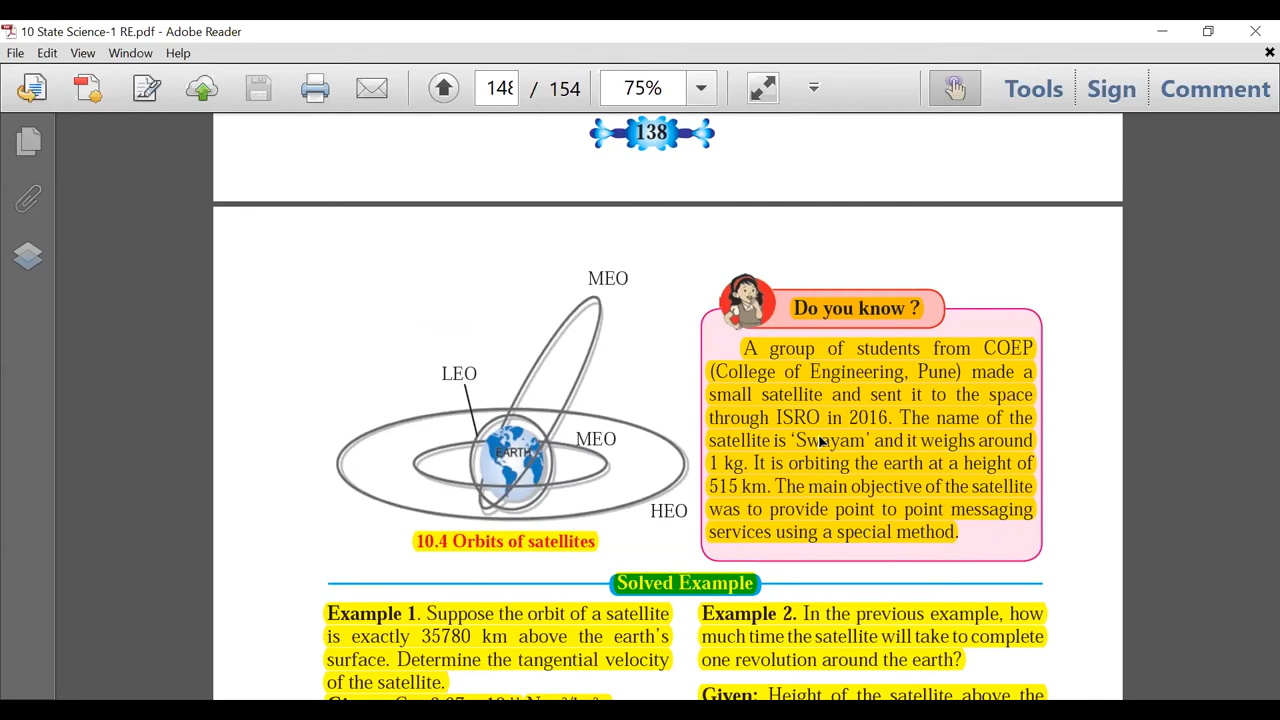 10 State Science-1 RE.pdf - Adobe Reader
File Edit View Window Help
148 / 154 75% Tools Sign Comment
138
MEO
LEO
MEO
EARTH
HEO
10.4 Orbits of satellites
Do you know ?
A group of students from COEP
(College of Engineering, Pune) made a
small satellite and sent it to the space
through ISRO in 2016. The name of the
satellite is ‘Swayam’ and it weighs around
1 kg. It is orbiting the earth at a height of
515 km. The main objective of the satellite
was to provide point to point messaging
services using a special method.
Solved Example
Example 1. Suppose the orbit of a satellite
is exactly 35780 km above the earth’s
surface. Determine the tangential velocity
of the satellite.
Example 2. In the previous example, how
much time the satellite will take to complete
one revolution around the earth?
Given: Height of the satellite above the